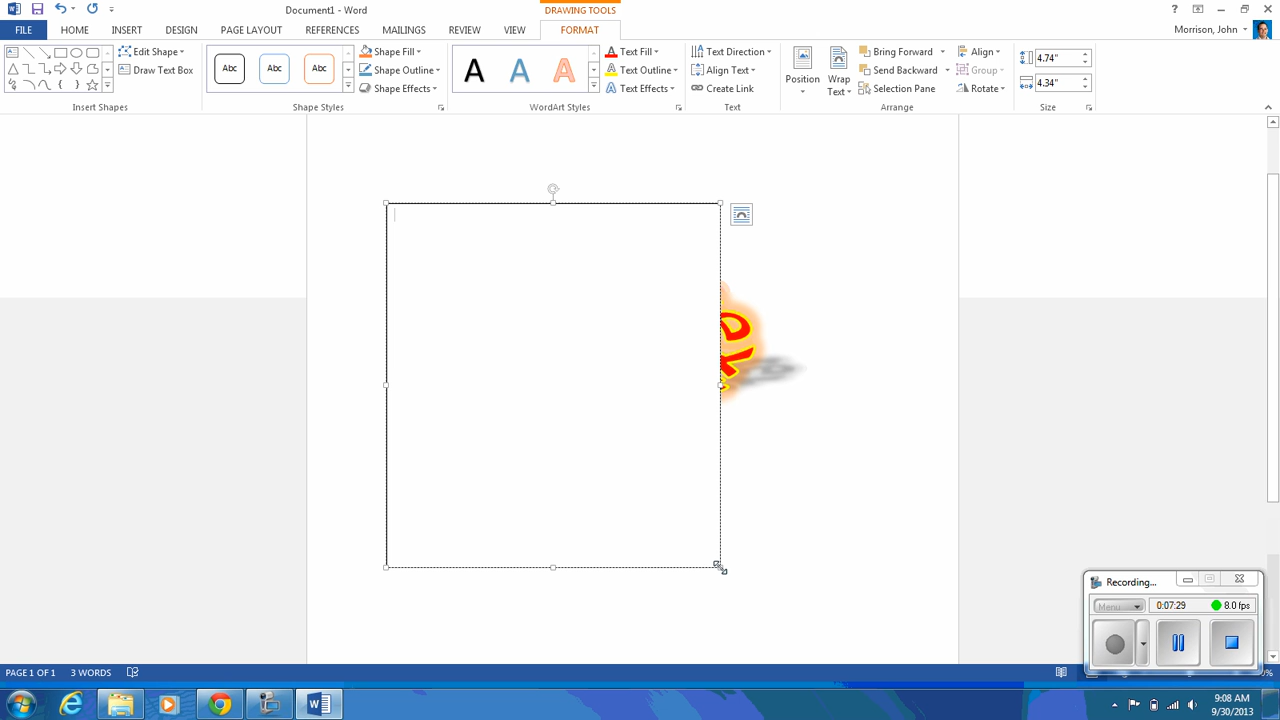 Document1 - Word
DRAWING TOOLS
?
FILE
HOME
INSERT
DESIGN
PAGE LAYOUT
REFERENCES
MAILINGS
REVIEW
VIEW
FORMAT
Morrison, John
Edit Shape
Draw Text Box
Insert Shapes
Abc
Abc
Abc
Shape Fill
Shape Outline
Shape Effects
Shape Styles
A
A
A
Text Fill
Text Outline
Text Effects
WordArt Styles
Text Direction
Align Text
Create Link
Text
Position
Wrap
Text
Bring Forward
Send Backward
Selection Pane
Align
Group
Rotate
Arrange
4.74"
4.34"
Size
e
k
Recording...
Menu
0:07:29
8.0 fps
PAGE 1 OF 1
3 WORDS
9:08 AM
9/30/2013